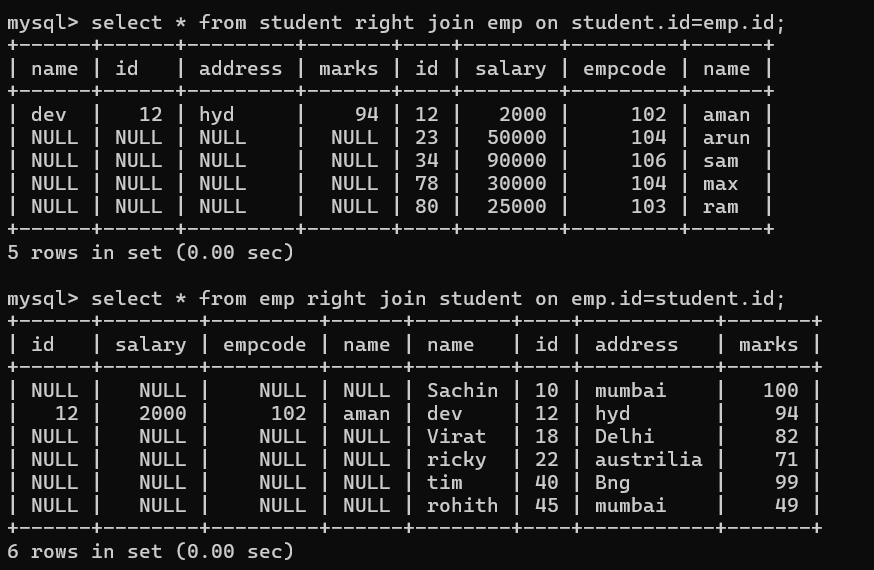 mysql> select * from student right join emp on student.id=emp.id;
+------+------+---------+-------+----+--------+---------+------+
| name | id   | address | marks | id | salary | empcode | name |
+------+------+---------+-------+----+--------+---------+------+
| dev  |   12 | hyd     |    94 | 12 |   2000 |     102 | aman |
| NULL | NULL | NULL    |  NULL | 23 |  50000 |     104 | arun |
| NULL | NULL | NULL    |  NULL | 34 |  90000 |     106 | sam  |
| NULL | NULL | NULL    |  NULL | 78 |  30000 |     104 | max  |
| NULL | NULL | NULL    |  NULL | 80 |  25000 |     103 | ram  |
+------+------+---------+-------+----+--------+---------+------+
5 rows in set (0.00 sec)
mysql> select * from emp right join student on emp.id=student.id;
+------+--------+---------+------+--------+----+-----------+-------+
| id   | salary | empcode | name | name   | id | address   | marks |
+------+--------+---------+------+--------+----+-----------+-------+
| NULL |   NULL |    NULL | NULL | Sachin | 10 | mumbai    |   100 |
|   12 |   2000 |     102 | aman | dev    | 12 | hyd       |    94 |
| NULL |   NULL |    NULL | NULL | Virat  | 18 | Delhi     |    82 |
| NULL |   NULL |    NULL | NULL | ricky  | 22 | austrilia |    71 |
| NULL |   NULL |    NULL | NULL | tim    | 40 | Bng       |    99 |
| NULL |   NULL |    NULL | NULL | rohith | 45 | mumbai    |    49 |
+------+--------+---------+------+--------+----+-----------+-------+
6 rows in set (0.00 sec)